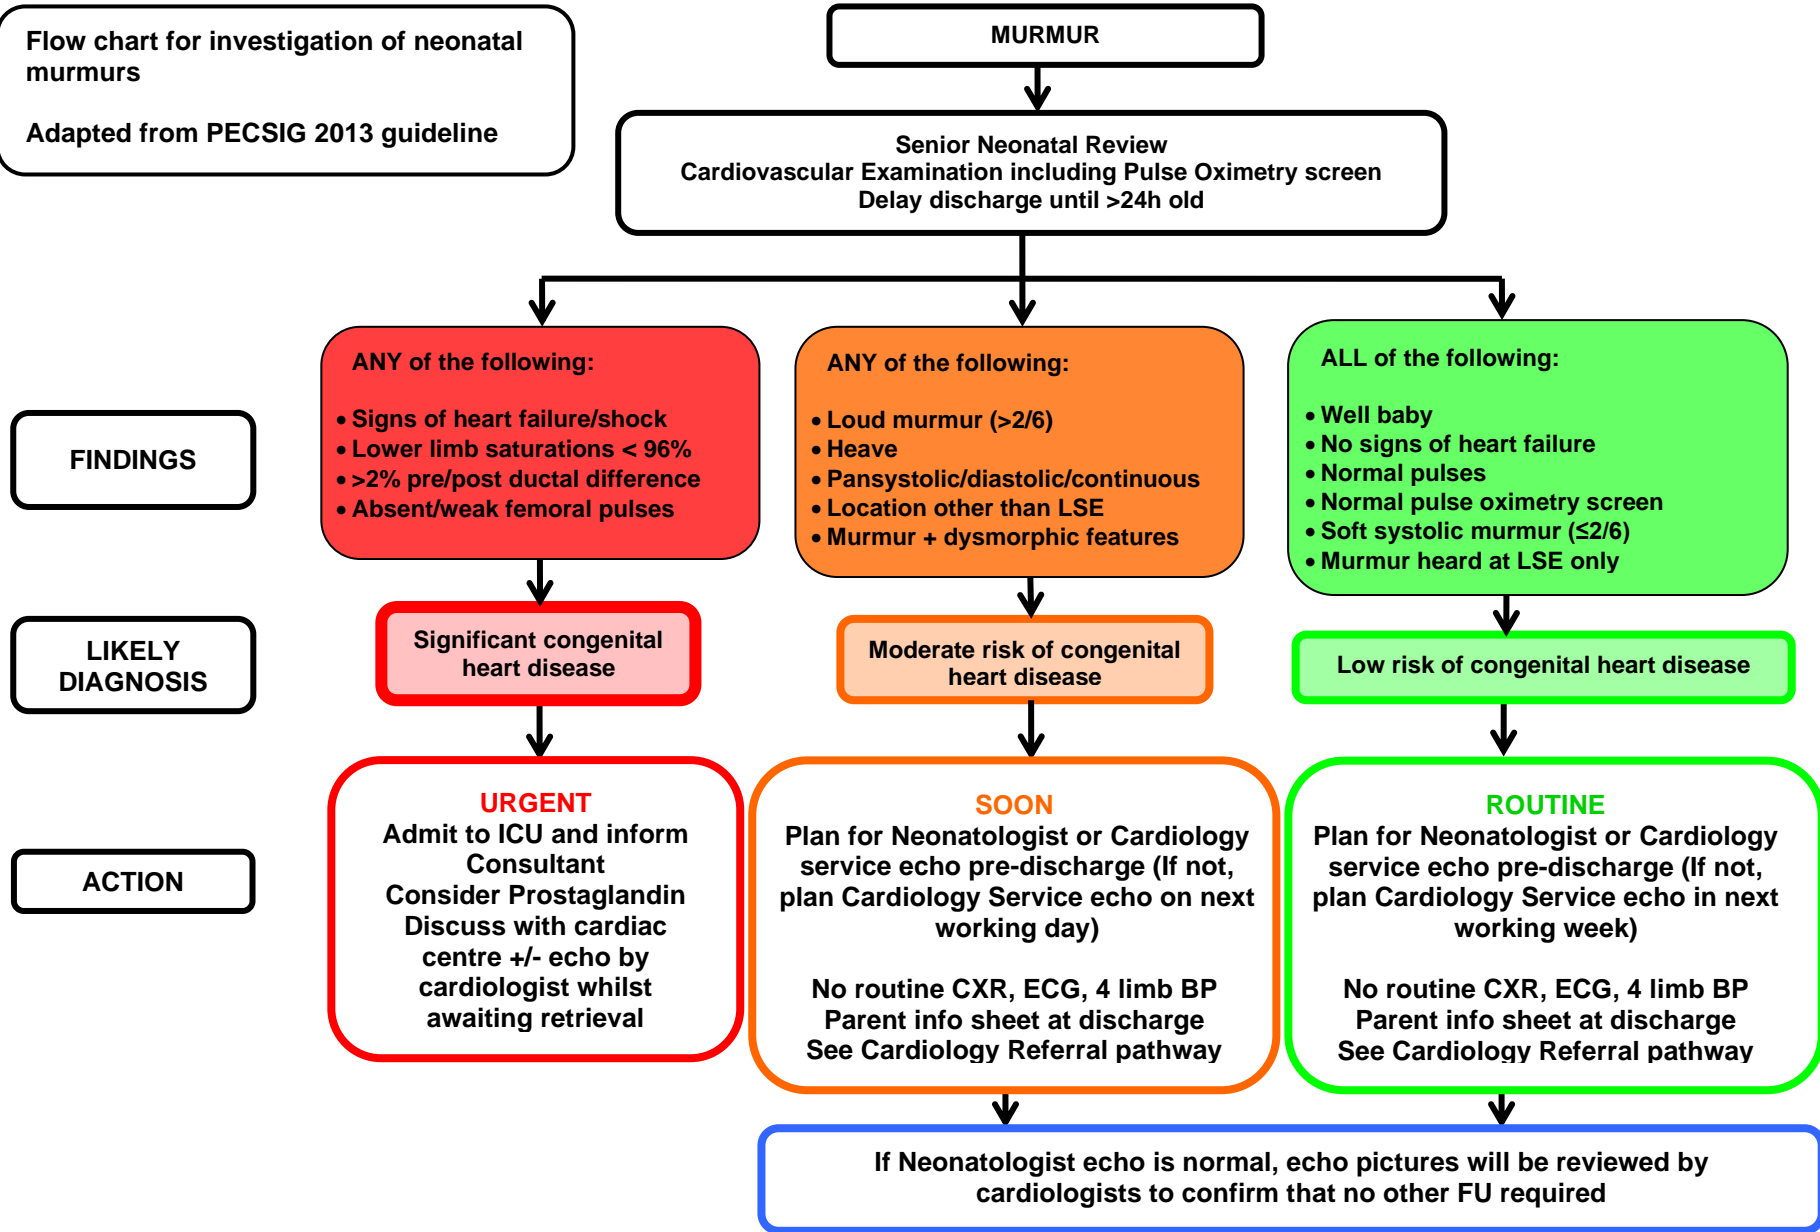 Flow chart for investigation of neonatal
murmurs
Adapted from PECSIG 2013 guideline
MURMUR
Senior Neonatal Review
Cardiovascular Examination including Pulse Oximetry screen
Delay discharge until >24h old
FINDINGS
ANY of the following:
• Signs of heart failure/shock
• Lower limb saturations < 96%
• >2% pre/post ductal difference
• Absent/weak femoral pulses
ANY of the following:
• Loud murmur (>2/6)
• Heave
• Pansystolic/diastolic/continuous
• Location other than LSE
• Murmur + dysmorphic features
ALL of the following:
• Well baby
• No signs of heart failure
• Normal pulses
• Normal pulse oximetry screen
• Soft systolic murmur (≤2/6)
• Murmur heard at LSE only
LIKELY
DIAGNOSIS
Significant congenital
heart disease
Moderate risk of congenital
heart disease
Low risk of congenital heart disease
ACTION
URGENT
Admit to ICU and inform
Consultant
Consider Prostaglandin
Discuss with cardiac
centre +/- echo by
cardiologist whilst
awaiting retrieval
SOON
Plan for Neonatologist or Cardiology
service echo pre-discharge (If not,
plan Cardiology Service echo on next
working day)
No routine CXR, ECG, 4 limb BP
Parent info sheet at discharge
See Cardiology Referral pathway
ROUTINE
Plan for Neonatologist or Cardiology
service echo pre-discharge (If not,
plan Cardiology Service echo in next
working week)
No routine CXR, ECG, 4 limb BP
Parent info sheet at discharge
See Cardiology Referral pathway
If Neonatologist echo is normal, echo pictures will be reviewed by
cardiologists to confirm that no other FU required